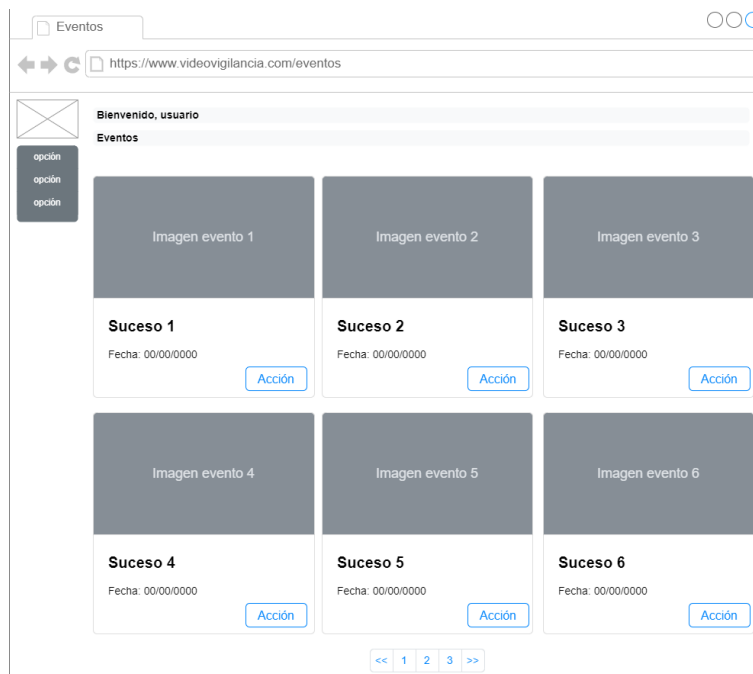 Eventos
https://www.videovigilancia.com/eventos
Bienvenido, usuario
Eventos
opción
opción
opción
Imagen evento 1
Imagen evento 2
Imagen evento 3
Suceso 1
Suceso 2
Suceso 3
Fecha: 00/00/0000
Fecha: 00/00/0000
Fecha: 00/00/0000
Acción
Acción
Acción
Imagen evento 4
Imagen evento 5
Imagen evento 6
Suceso 4
Suceso 5
Suceso 6
Fecha: 00/00/0000
Fecha: 00/00/0000
Fecha: 00/00/0000
Acción
Acción
Acción
<< 1 2 3 >>